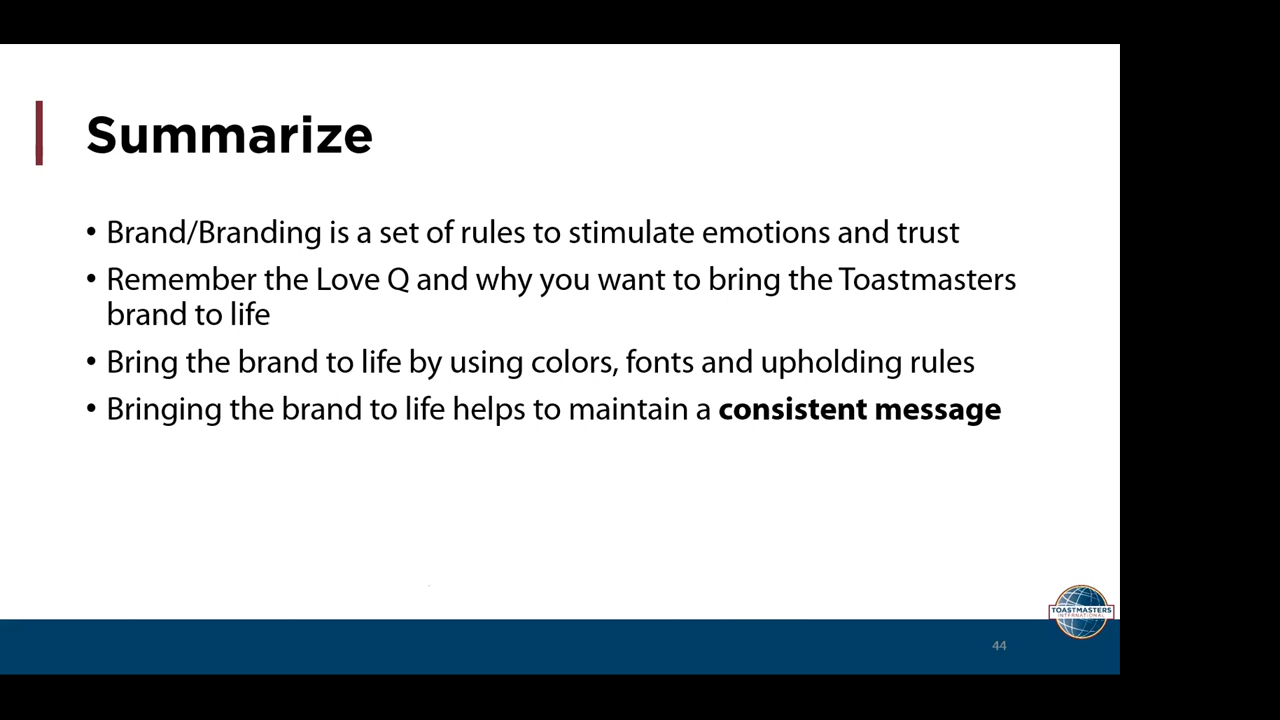 Summarize
• Brand/Branding is a set of rules to stimulate emotions and trust
• Remember the Love Q and why you want to bring the Toastmasters
brand to life
• Bring the brand to life by using colors, fonts and upholding rules
• Bringing the brand to life helps to maintain a consistent message
TOASTMASTERS
INTERNATIONAL
44